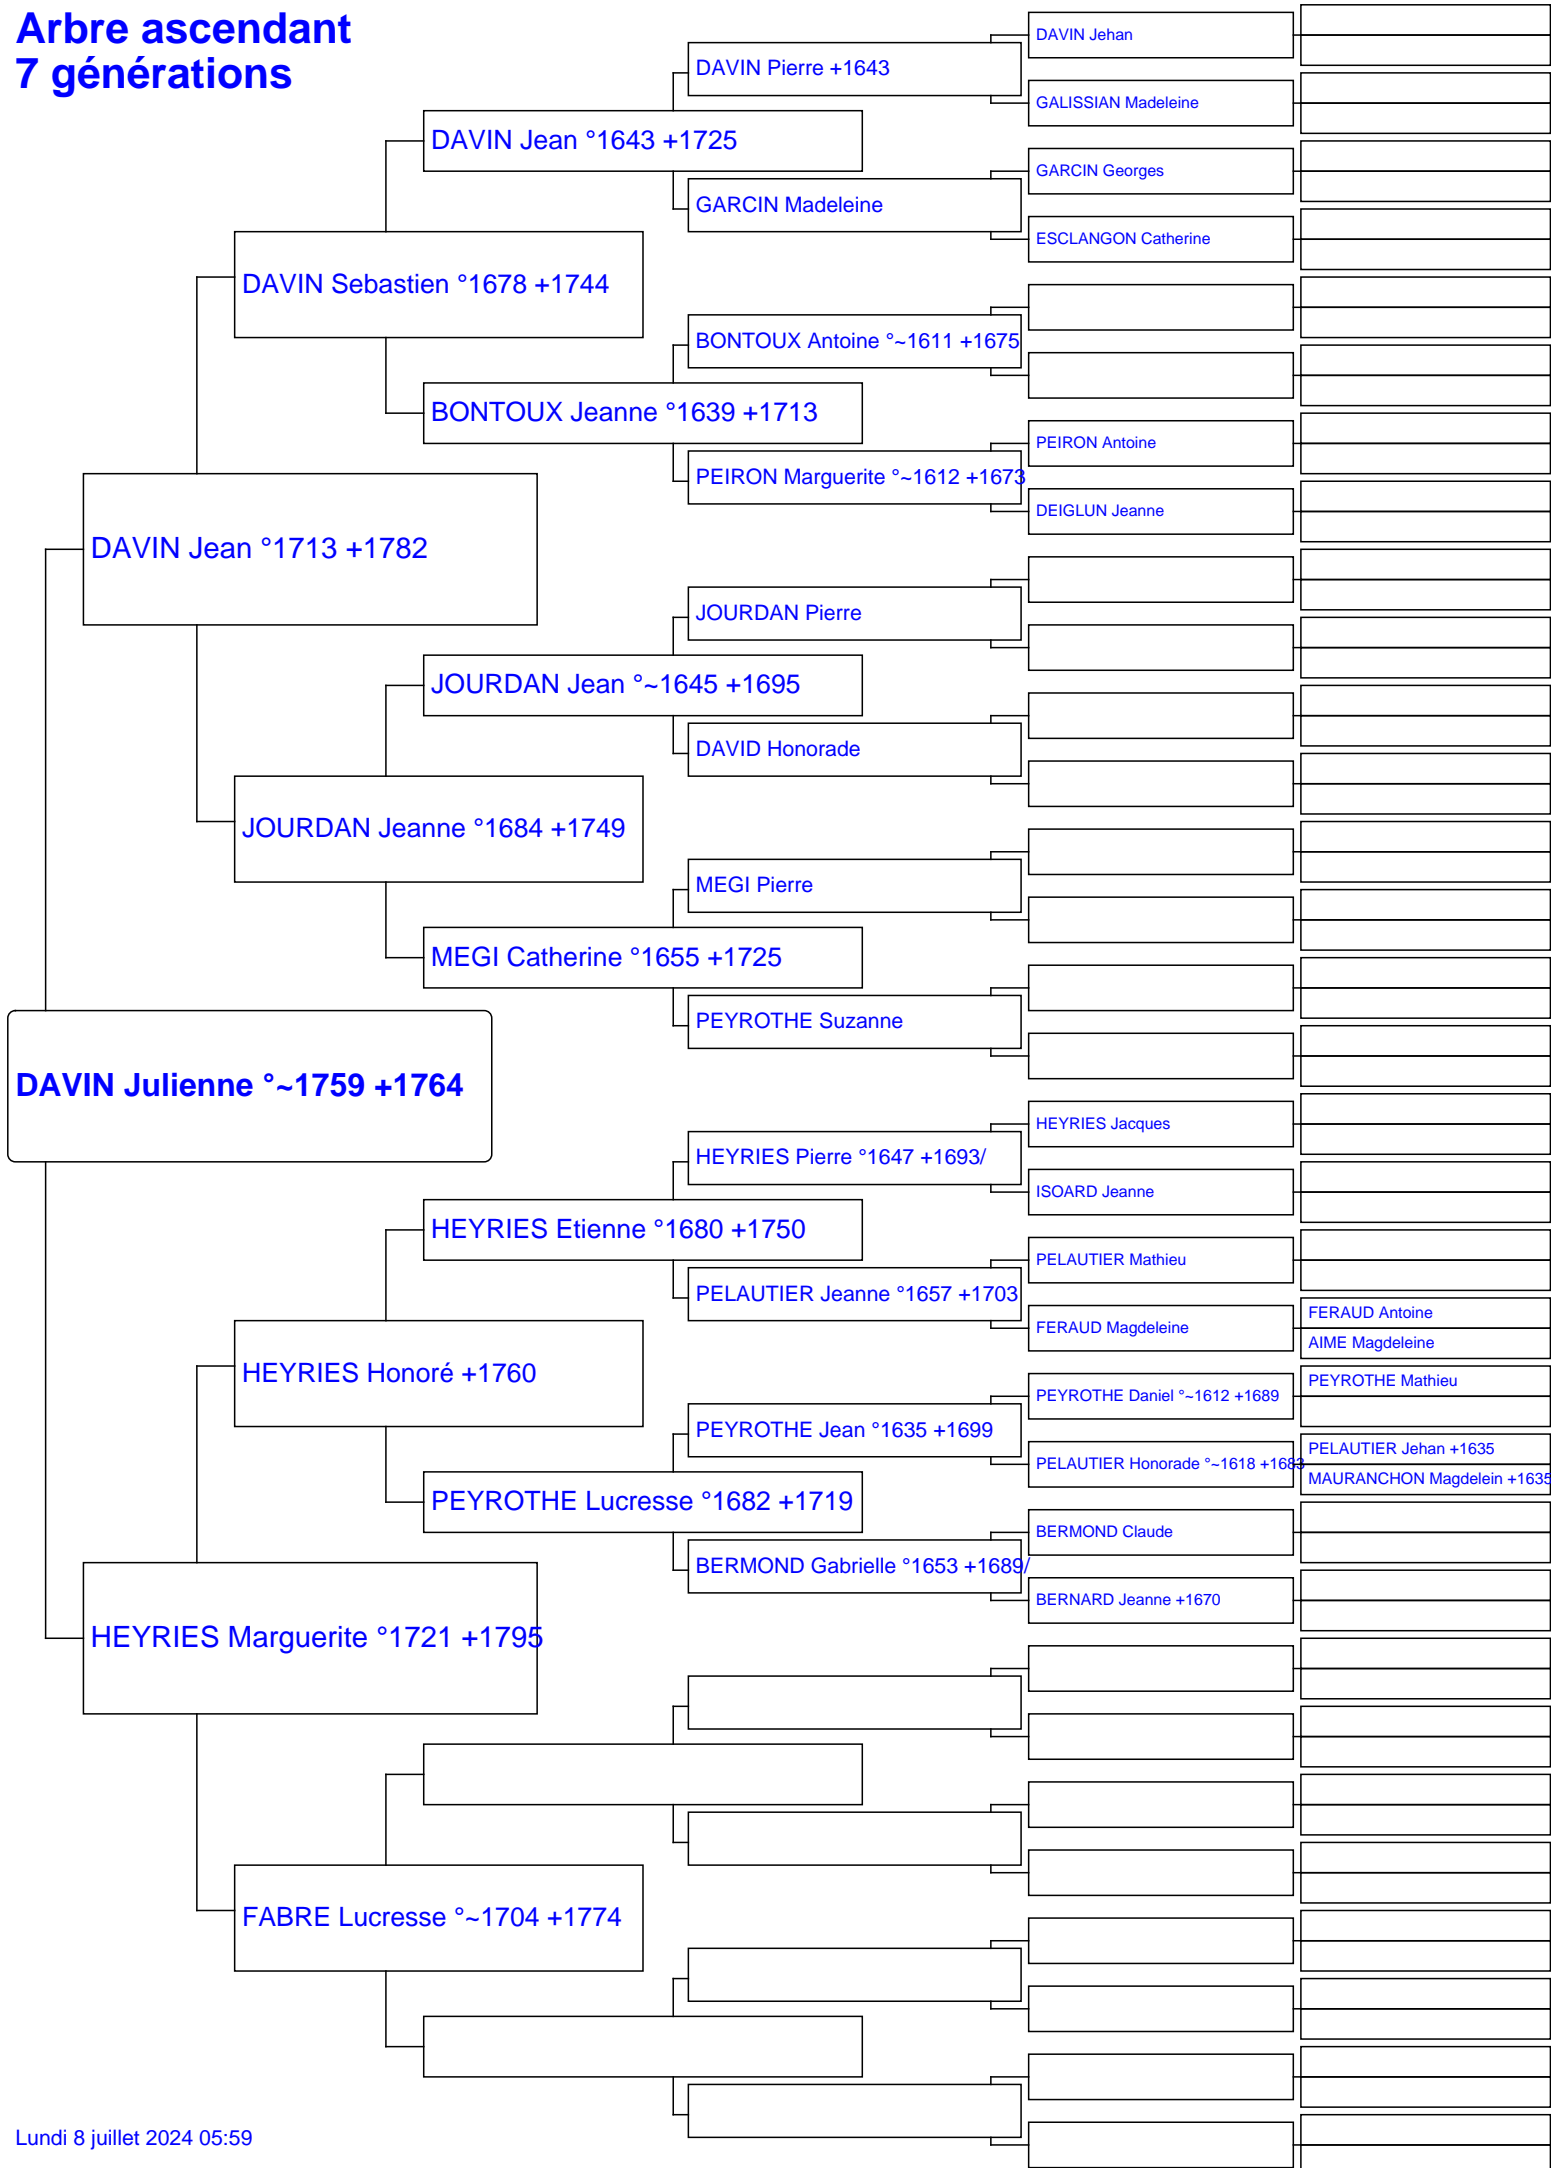 Arbre ascendant
7 générations
DAVIN Jehan
DAVIN Pierre +1643
GALISSIAN Madeleine
DAVIN Jean °1643 +1725
GARCIN Georges
GARCIN Madeleine
ESCLANGON Catherine
DAVIN Sebastien °1678 +1744
BONTOUX Antoine °~1611 +1675
BONTOUX Jeanne °1639 +1713
PEIRON Antoine
PEIRON Marguerite °~1612 +1673
DEIGLUN Jeanne
DAVIN Jean °1713 +1782
JOURDAN Pierre
JOURDAN Jean °~1645 +1695
DAVID Honorade
JOURDAN Jeanne °1684 +1749
MEGI Pierre
MEGI Catherine °1655 +1725
PEYROTHE Suzanne
DAVIN Julienne °~1759 +1764
HEYRIES Jacques
HEYRIES Pierre °1647 +1693/
ISOARD Jeanne
HEYRIES Etienne °1680 +1750
PELAUTIER Mathieu
PELAUTIER Jeanne °1657 +1703
FERAUD Antoine
FERAUD Magdeleine
AIME Magdeleine
HEYRIES Honoré +1760
PEYROTHE Mathieu
PEYROTHE Daniel °~1612 +1689
PEYROTHE Jean °1635 +1699
PELAUTIER Jehan +1635
PELAUTIER Honorade °~1618 +1683
MAURANCHON Magdelein +1635
PEYROTHE Lucresse °1682 +1719
BERMOND Claude
BERMOND Gabrielle °1653 +1689/
BERNARD Jeanne +1670
HEYRIES Marguerite °1721 +1795
FABRE Lucresse °~1704 +1774
Lundi 8 juillet 2024 05:59